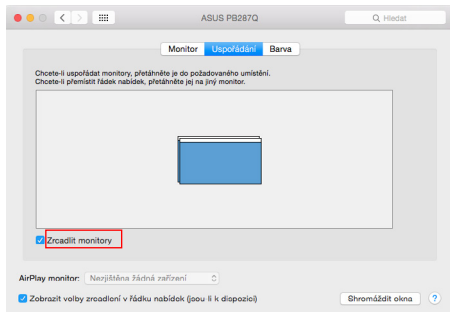 ASUS PB287Q
Hledat
Monitor Uspořádání Barva
Chcete-li uspořádat monitory, přetáhněte je do požadovaného umístění.
Chcete-li přemístit řádek nabídek, přetáhněte jej na jiný monitor.
Zrcadlit monitory
AirPlay monitor: Nezjištěna žádná zařízení
Zobrazit volby zrcadlení v řádku nabídek (jsou-li k dispozici)
Shromáždit okna ?